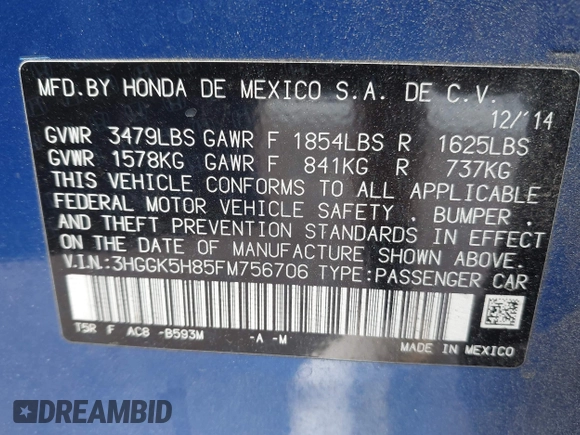 MFD.BY HONDA DE MEXICO S.A. DE C.V.
12/14
GVWR 3479LBS GAWR F 1854LBS R 1625LBS
GVWR 1578KG GAWR F 841KG R 737KG
THIS VEHICLE CONFORMS TO ALL APPLICABLE
FEDERAL MOTOR VEHICLE SAFETY , BUMPER ,
AND THEFT PREVENTION STANDARDS IN EFFECT
ON THE DATE OF MANUFACTURE SHOWN ABOVE.
V.I.N.:3HGGK5H85FM756706 TYPE:PASSENGER CAR
T5R F AC8 -B593M -A -M
MADE IN MEXICO
DREAMBID